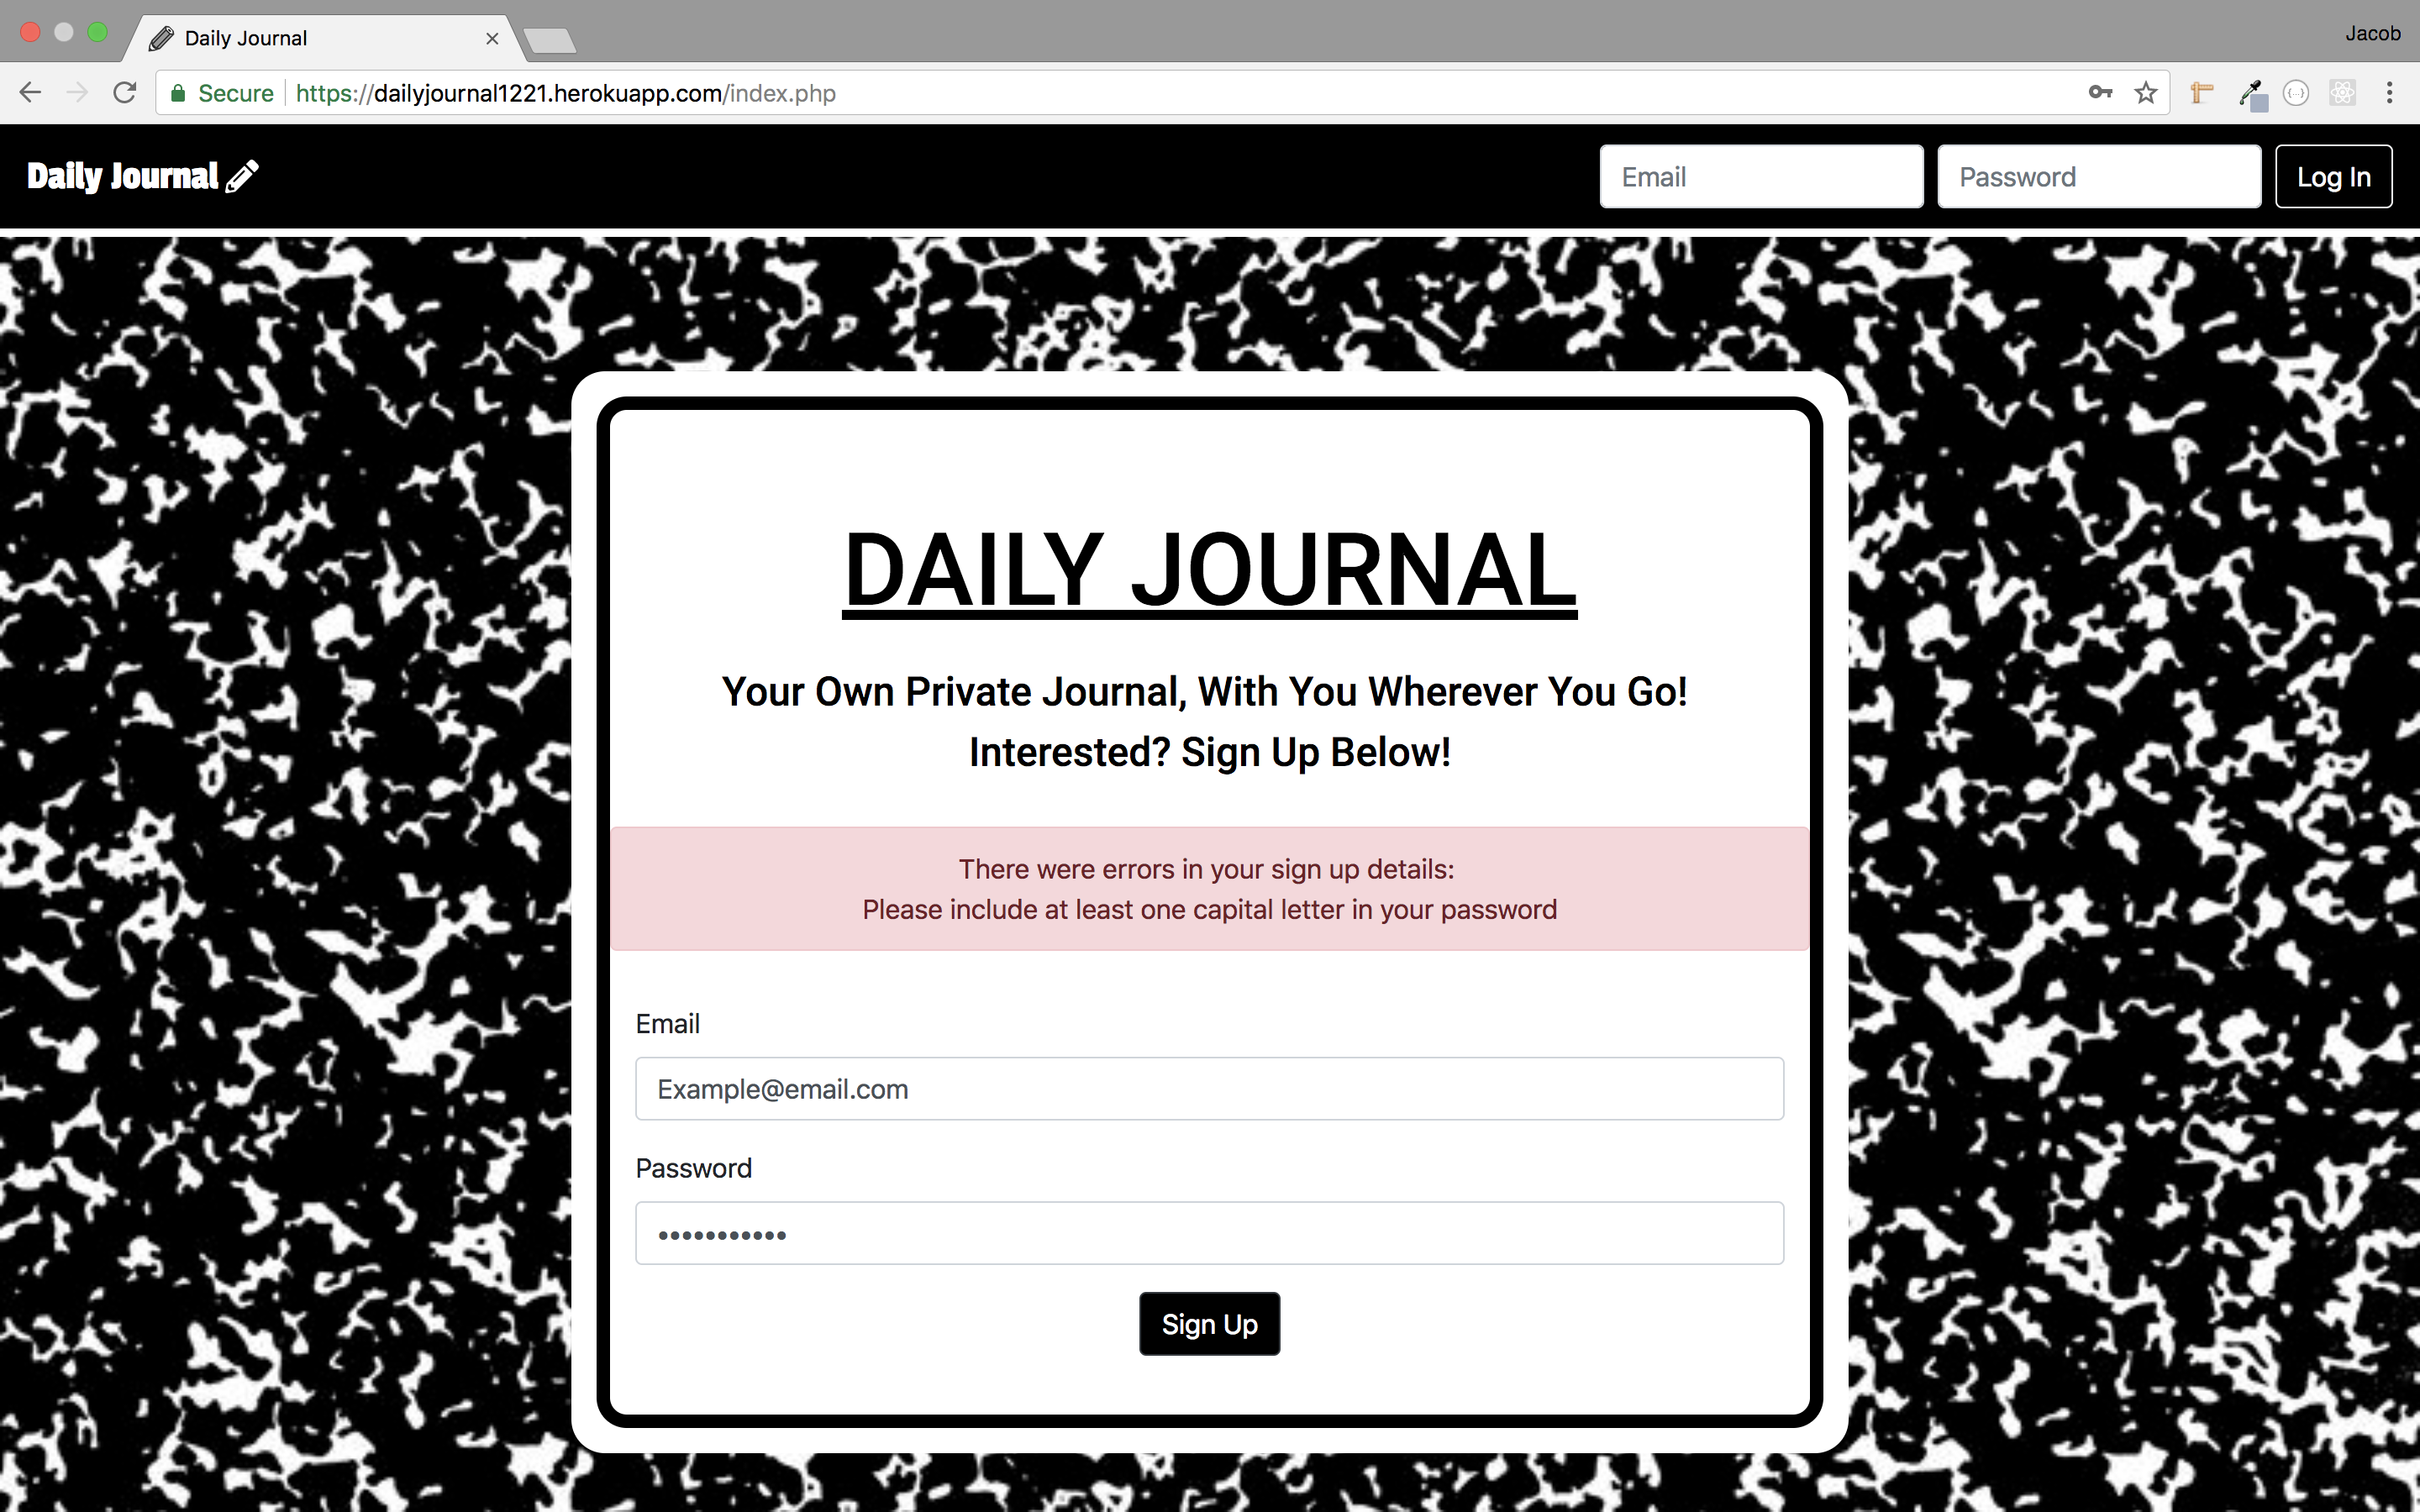 Daily Journal
Jacob
Secure https://dailyjournal1221.herokuapp.com/index.php
Daily Journal
Email
Password
Log In
DAILY JOURNAL
Your Own Private Journal, With You Wherever You Go!
Interested? Sign Up Below!
There were errors in your sign up details:
Please include at least one capital letter in your password
Email
Example@email.com
Password
•••••••••••
Sign Up